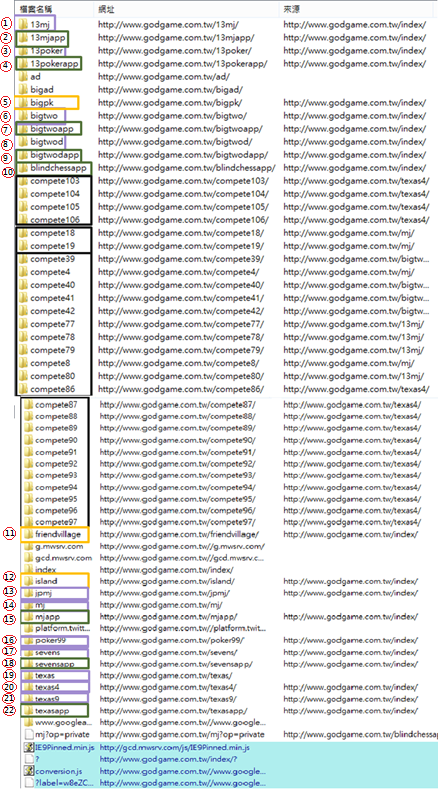 檔案名稱 網址 來源
① 13mj http://www.godgame.com.tw/13mj/ http://www.godgame.com.tw/index/
② 13mjapp http://www.godgame.com.tw/13mjapp/ http://www.godgame.com.tw/index/
③ 13poker http://www.godgame.com.tw/13poker/ http://www.godgame.com.tw/index/
④ 13pokerapp http://www.godgame.com.tw/13pokerapp/ http://www.godgame.com.tw/index/
ad http://www.godgame.com.tw/ad/
bigad http://www.godgame.com.tw/bigad/
⑤ bigpk http://www.godgame.com.tw/bigpk/ http://www.godgame.com.tw/index/
⑥ bigtwo http://www.godgame.com.tw/bigtwo/ http://www.godgame.com.tw/index/
⑦ bigtwoapp http://www.godgame.com.tw/bigtwoapp/ http://www.godgame.com.tw/index/
⑧ bigtwod http://www.godgame.com.tw/bigtwod/ http://www.godgame.com.tw/index/
⑨ bigtwodapp http://www.godgame.com.tw/bigtwodapp/ http://www.godgame.com.tw/index/
⑩ blindchessapp http://www.godgame.com.tw/blindchessapp/ http://www.godgame.com.tw/index/
compete103 http://www.godgame.com.tw/compete103/ http://www.godgame.com.tw/texas4/
compete104 http://www.godgame.com.tw/compete104/ http://www.godgame.com.tw/texas4/
compete105 http://www.godgame.com.tw/compete105/ http://www.godgame.com.tw/texas4/
compete106 http://www.godgame.com.tw/compete106/ http://www.godgame.com.tw/texas4/
compete18 http://www.godgame.com.tw/compete18/ http://www.godgame.com.tw/mj/
compete19 http://www.godgame.com.tw/compete19/ http://www.godgame.com.tw/mj/
compete39 http://www.godgame.com.tw/compete39/ http://www.godgame.com.tw/bigtw...
compete4 http://www.godgame.com.tw/compete4/ http://www.godgame.com.tw/mj/
compete40 http://www.godgame.com.tw/compete40/ http://www.godgame.com.tw/bigtw...
compete41 http://www.godgame.com.tw/compete41/ http://www.godgame.com.tw/bigtw...
compete42 http://www.godgame.com.tw/compete42/ http://www.godgame.com.tw/bigtw...
compete77 http://www.godgame.com.tw/compete77/ http://www.godgame.com.tw/13mj/
compete78 http://www.godgame.com.tw/compete78/ http://www.godgame.com.tw/13mj/
compete79 http://www.godgame.com.tw/compete79/ http://www.godgame.com.tw/13mj/
compete8 http://www.godgame.com.tw/compete8/ http://www.godgame.com.tw/mj/
compete80 http://www.godgame.com.tw/compete80/ http://www.godgame.com.tw/13mj/
compete86 http://www.godgame.com.tw/compete86/ http://www.godgame.com.tw/texas4/
compete87 http://www.godgame.com.tw/compete87/ http://www.godgame.com.tw/texas4/
compete88 http://www.godgame.com.tw/compete88/ http://www.godgame.com.tw/texas4/
compete89 http://www.godgame.com.tw/compete89/ http://www.godgame.com.tw/texas4/
compete90 http://www.godgame.com.tw/compete90/ http://www.godgame.com.tw/texas4/
compete91 http://www.godgame.com.tw/compete91/ http://www.godgame.com.tw/texas4/
compete92 http://www.godgame.com.tw/compete92/ http://www.godgame.com.tw/texas4/
compete93 http://www.godgame.com.tw/compete93/ http://www.godgame.com.tw/texas4/
compete94 http://www.godgame.com.tw/compete94/ http://www.godgame.com.tw/texas4/
compete95 http://www.godgame.com.tw/compete95/ http://www.godgame.com.tw/texas4/
compete96 http://www.godgame.com.tw/compete96/ http://www.godgame.com.tw/texas4/
compete97 http://www.godgame.com.tw/compete97/ http://www.godgame.com.tw/texas4/
⑪ friendvillage http://www.godgame.com.tw/friendvillage/ http://www.godgame.com.tw/index/
g.mwsrv.com http://www.godgame.com.tw//g.mwsrv.com/
gcd.mwsrv.com http://www.godgame.com.tw//gcd.mwsrv.com/
index http://www.godgame.com.tw/index/
⑫ island http://www.godgame.com.tw/island/ http://www.godgame.com.tw/index/
⑬ jpmj http://www.godgame.com.tw/jpmj/ http://www.godgame.com.tw/index/
⑭ mj http://www.godgame.com.tw/mj/
⑮ mjapp http://www.godgame.com.tw/mjapp/ http://www.godgame.com.tw/index/
platform.twitt... http://www.godgame.com.tw//platform.twitt...
⑯ poker99 http://www.godgame.com.tw/poker99/ http://www.godgame.com.tw/index/
⑰ sevens http://www.godgame.com.tw/sevens/ http://www.godgame.com.tw/index/
⑱ sevensapp http://www.godgame.com.tw/sevensapp/ http://www.godgame.com.tw/index/
⑲ texas http://www.godgame.com.tw/texas/
⑳ texas4 http://www.godgame.com.tw/texas4/ http://www.godgame.com.tw/index/
㉑ texas9 http://www.godgame.com.tw/texas9/ http://www.godgame.com.tw/index/
㉒ texasapp http://www.godgame.com.tw/texasapp/ http://www.godgame.com.tw/index/
www.googlea... http://www.godgame.com.tw//www.google...
mj?op=private http://www.godgame.com.tw/mj?op=private http://www.godgame.com.tw/blindchess
IE9Pinned.min.js http://gcd.mwsrv.com/js/IE9Pinned.min.js
? http://www.godgame.com.tw/index/?
conversion.js http://www.godgame.com.tw//www.google...
?label=w8eZC... http://www.godgame.com.tw//www.google...